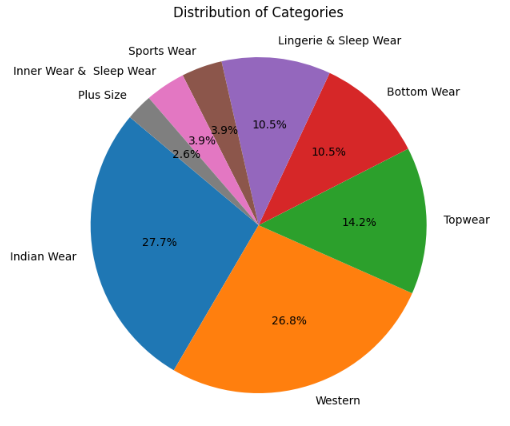 Distribution of Categories
Lingerie & Sleep Wear
Sports Wear
Inner Wear &  Sleep Wear
Bottom Wear
Plus Size
10.5%
3.9%
3.9%
10.5%
2.6%
Topwear
14.2%
27.7%
Indian Wear
26.8%
Western